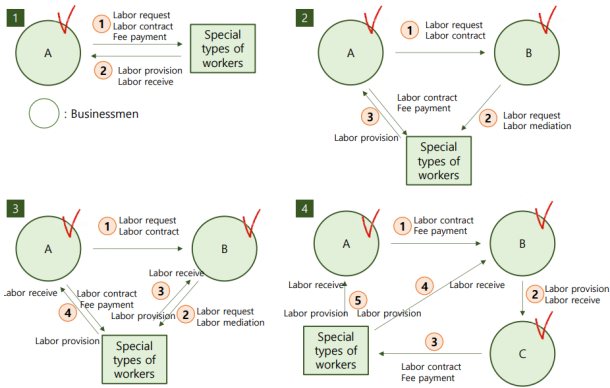 1
A
1
Labor request
Labor contract
Fee payment
2
Labor provision
Labor receive
Special
types of
workers
: Businessmen
2
A
1
Labor request
Labor contract
B
Labor contract
Fee payment
3
Labor provision
2
Labor request
Labor mediation
Special
types of
workers
3
A
1
Labor request
Labor contract
B
Labor receive
Labor receive
Labor contract
Fee payment
3
4
Labor provision
2
Labor request
Labor mediation
Labor provision
Special
types of
workers
4
A
1
Labor contract
Fee payment
B
Labor receive
4
Labor receive
5
2
Labor provision
Labor receive
Labor provision
Labor provision
Special
types of
workers
3
Labor contract
Fee payment
C